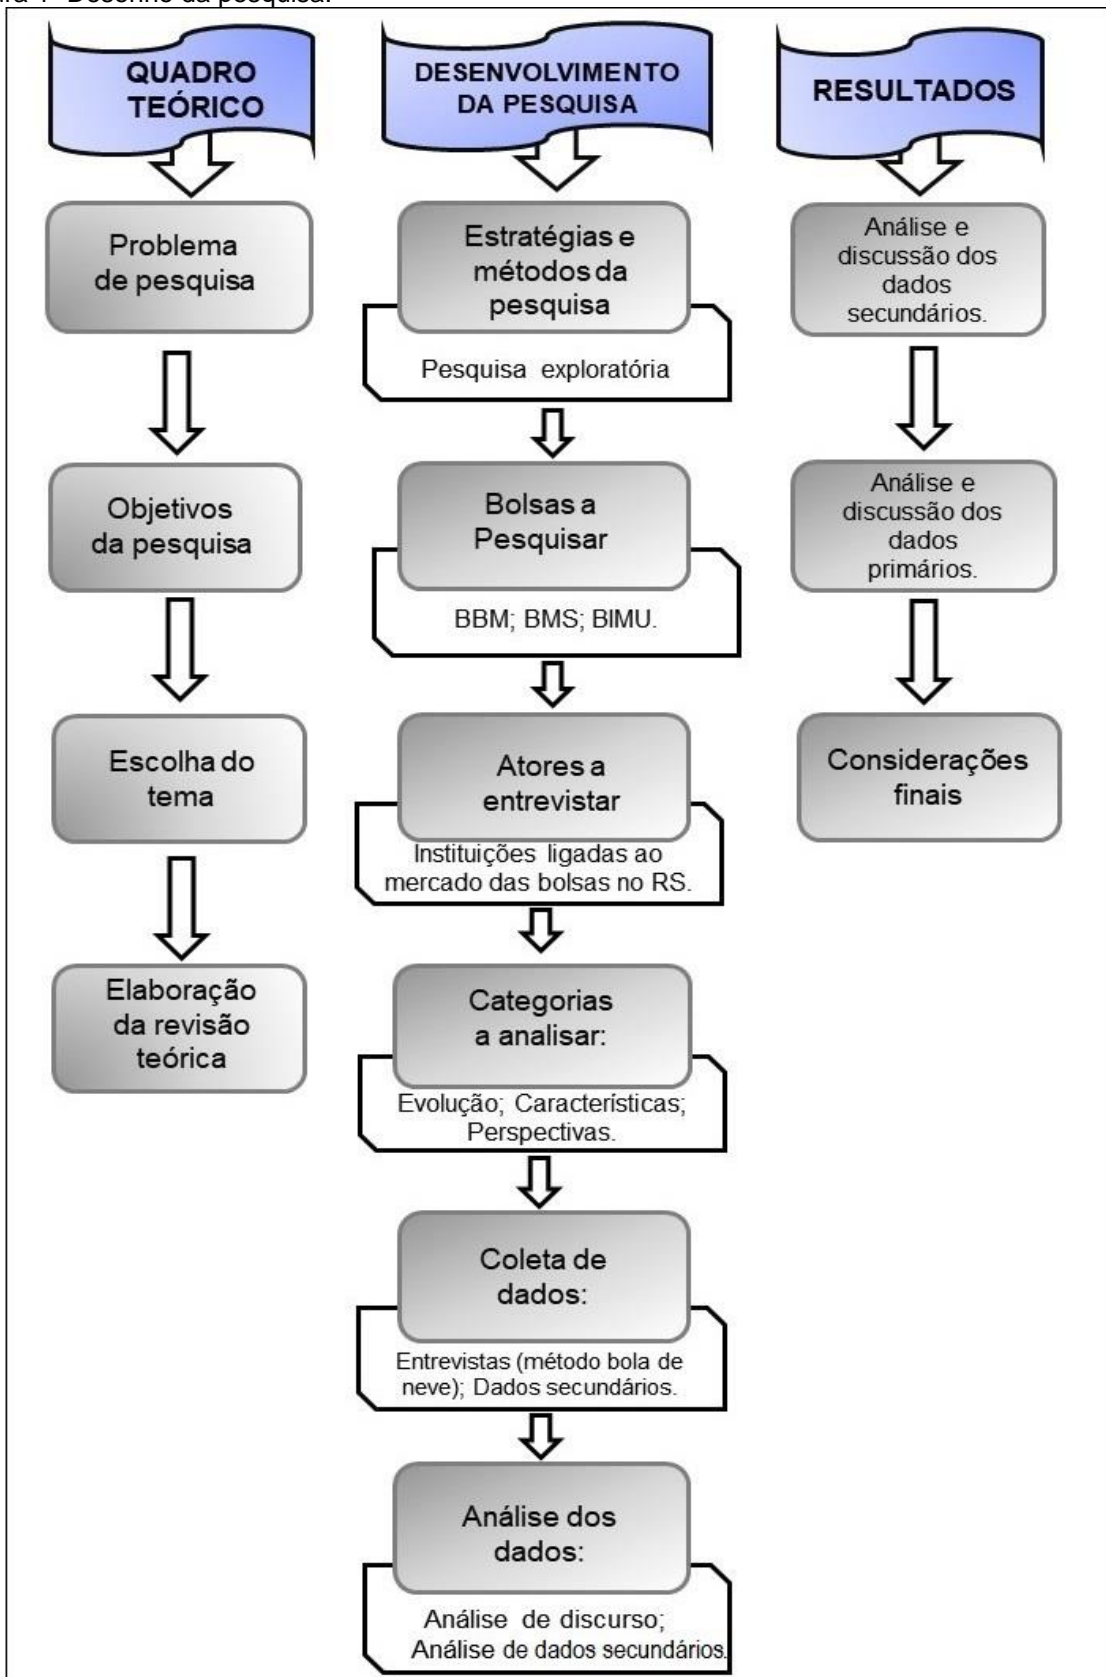 Desenho da pesquisa.
QUADRO
TEÓRICO
Problema
de pesquisa
Objetivos
da pesquisa
Escolha do
tema
Elaboração
da revisão
teórica
DESENVOLVIMENTO
DA PESQUISA
Estratégias e
métodos da
pesquisa
Pesquisa exploratória
Bolsas a
Pesquisar
BBM; BMS; BIMU.
Atores a
entrevistar
Instituições ligadas ao
mercado das bolsas no RS.
Categorias
a analisar:
Evolução; Características;
Perspectivas.
Coleta de
dados:
Entrevistas (método bola de
neve); Dados secundários.
Análise dos
dados:
Análise de discurso;
Análise de dados secundários.
RESULTADOS
Análise e
discussão dos
dados
secundários.
Análise e
discussão dos
dados
primários.
Considerações
finais